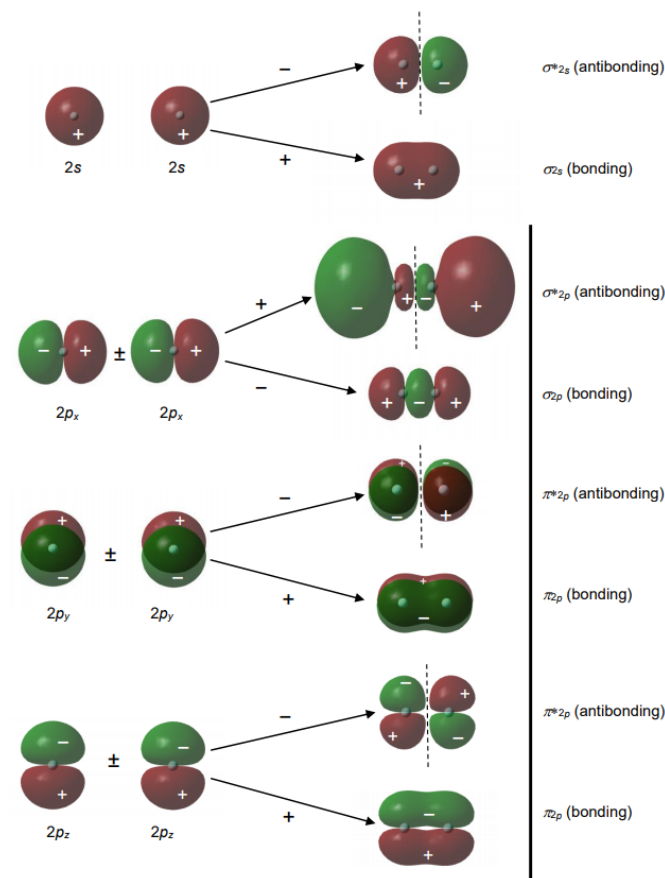 − σ*2s (antibonding)
+ −
+ +
2s 2s + + σ2s (bonding)
+ − + − + σ*2p (antibonding)
− + ± − +
− + − + σ2p (bonding)
2px 2px
− + − π*2p (antibonding)
+ + − +
±
− − + + π2p (bonding)
2py 2py −
− + π*2p (antibonding)
− ± − − + −
+ +
2pz 2pz + − π2p (bonding)
+